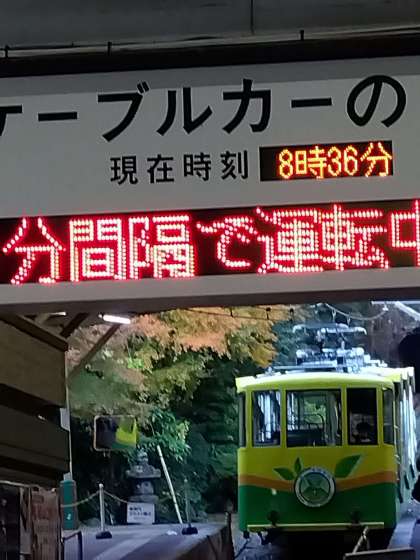 ケーブルカーの
現在時刻 8時36分
分間隔で運転中